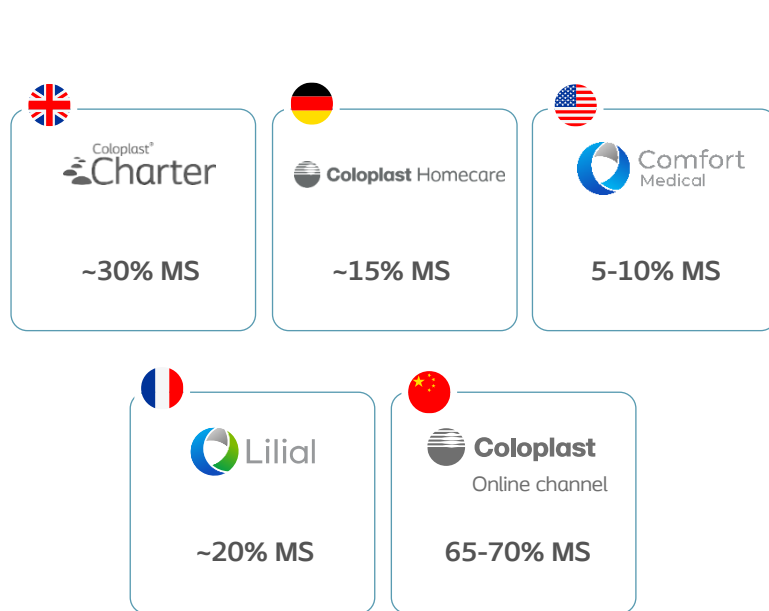 Coloplast®
Charter
Coloplast Homecare
Comfort
Medical
~30% MS
~15% MS
5-10% MS
Lilial
Coloplast
Online channel
~20% MS
65-70% MS